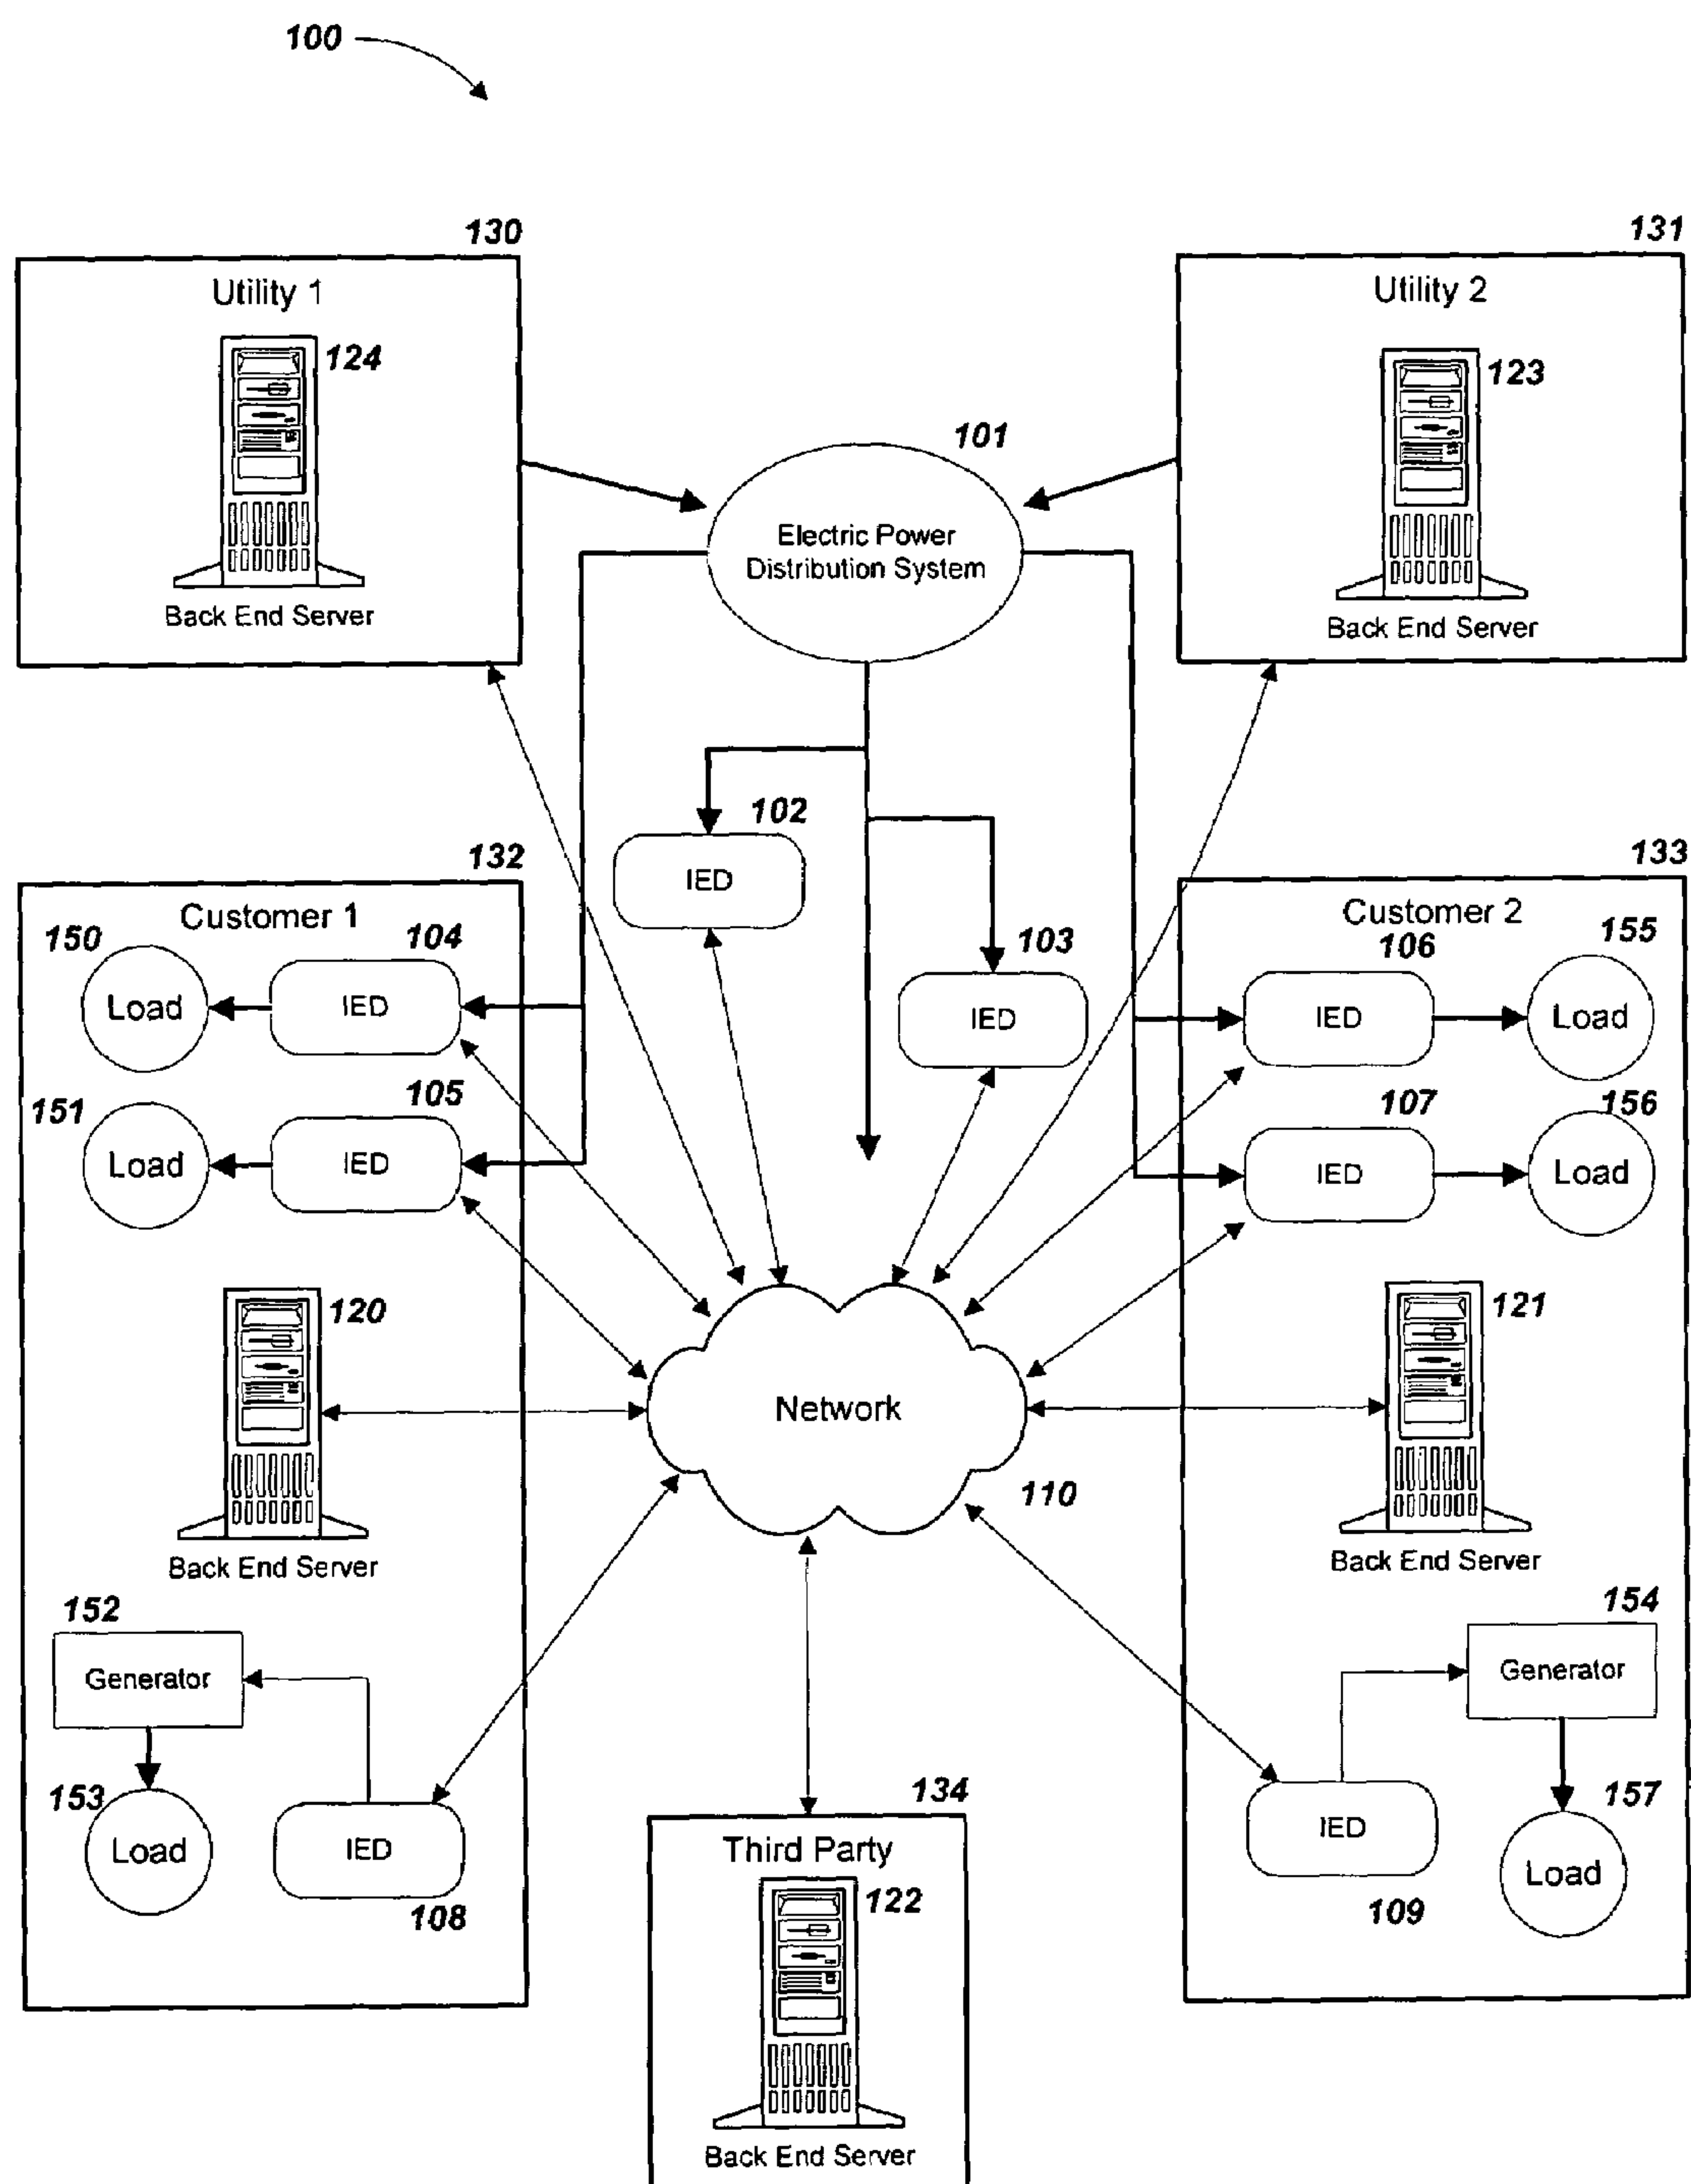 100
130
131
Utility 1
Utility 2
124
123
101
Electric Power
Distribution System
Back End Server
Back End Server
102
132
133
IED
Customer 1
Customer 2
150
104
103
106
155
Load
IED
IED
IED
Load
151
105
107
156
Load
IED
IED
Load
120
121
Network
110
Back End Server
Back End Server
152
154
Generator
Generator
153
134
157
Load
IED
Third Party
IED
Load
108
122
109
Back End Server